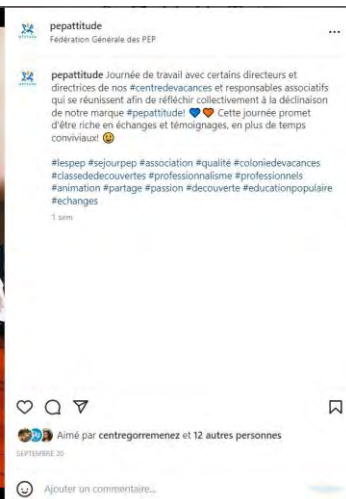 pepattitude
Fédération Générale des PEP
pepattitude Journée de travail avec certains directeurs et
directrices de nos #centredevacances et responsables associatifs
qui se réunissent afin de réfléchir collectivement à la déclinaison
de notre marque #pepattitude! 💙🧡 Cette journée promet
d'être riche en échanges et témoignages, en plus de temps
conviviaux! 😉
#lespep #sejourpep #association #qualité #coloniedevacances
#classededecouvertes #professionnalisme #professionnels
#animation #partage #passion #decouverte #educationpopulaire
#echanges
1 sem
Aimé par centregorremenez et 12 autres personnes
SEPTEMBRE 20
Ajouter un commentaire...